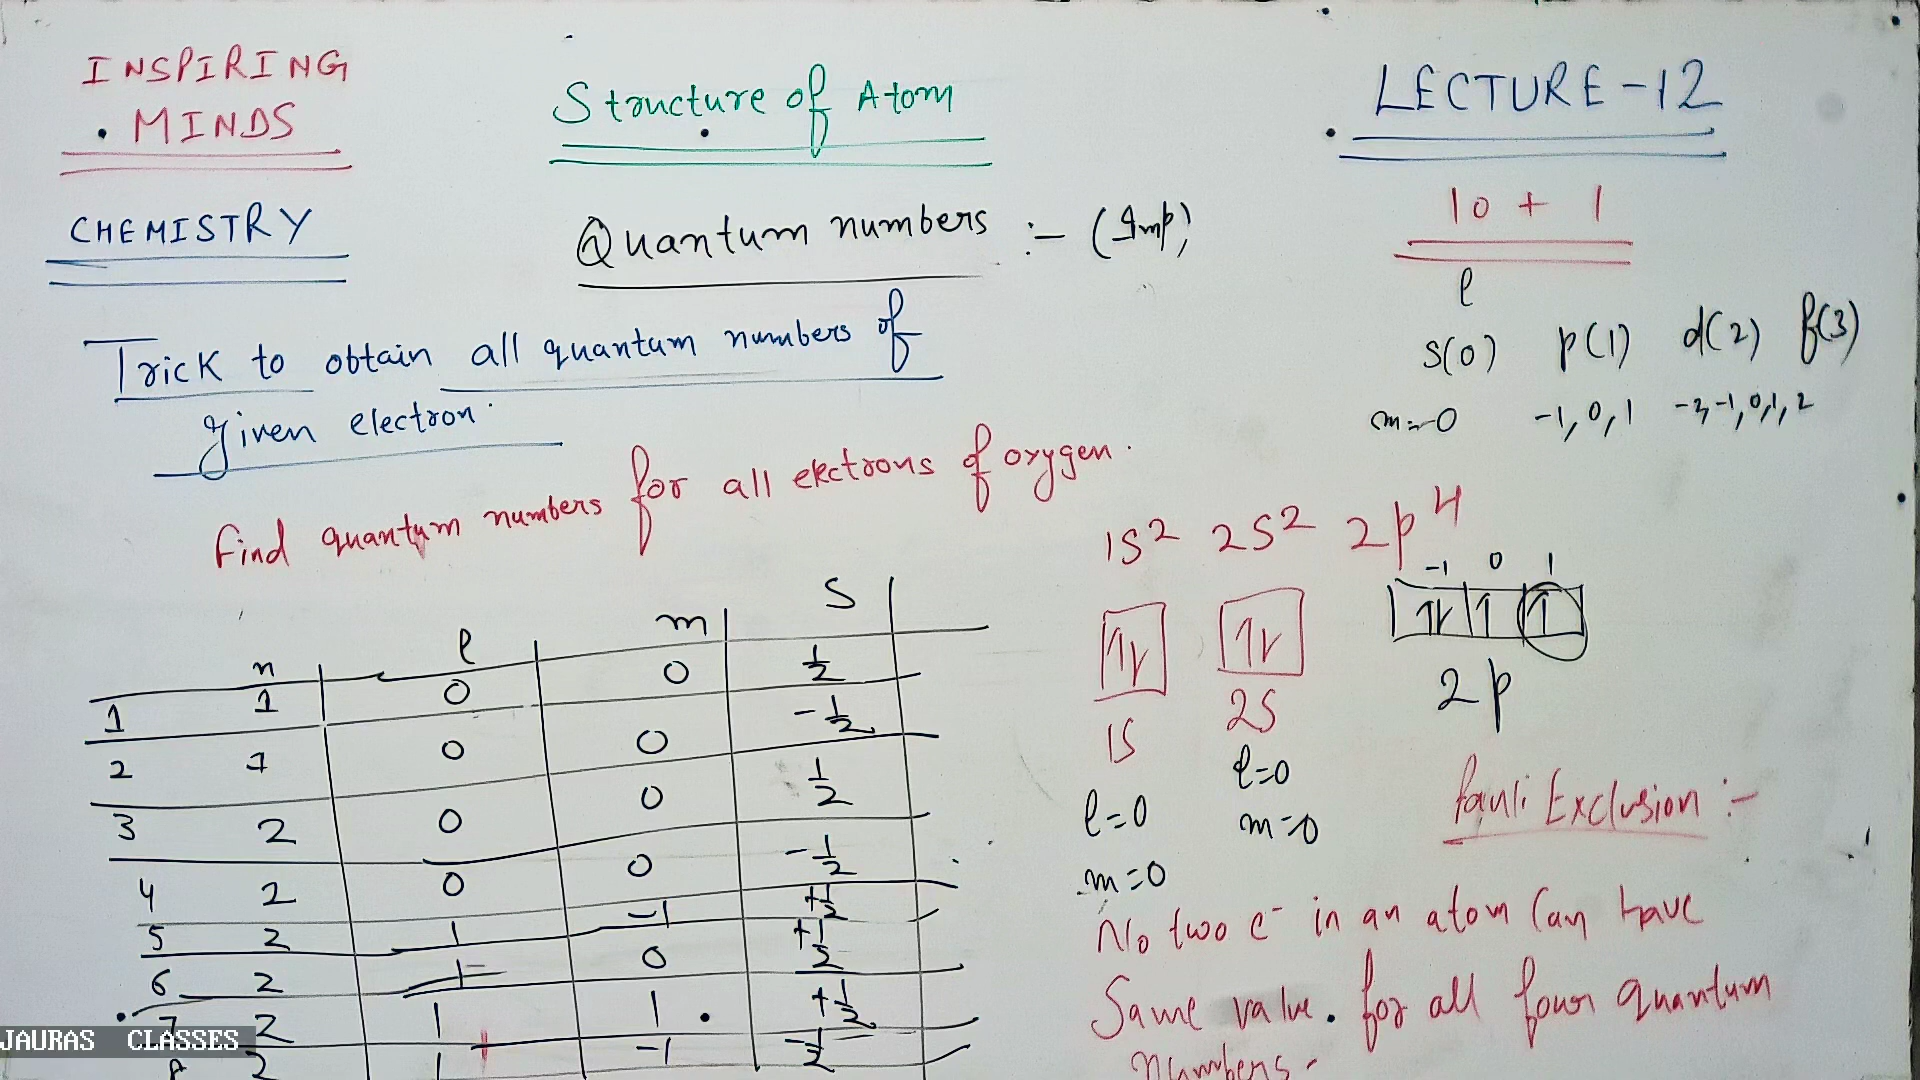 INSPIRING
MINDS
CHEMISTRY
Structure of Atom
Quantum numbers :- (Imp)
LECTURE-12
10 + 1
l
s(0) p(1) d(2) f(3)
m=0 -1, 0, 1 -2,-1,0,1,2
Trick to obtain all quantum numbers of
given electron.
Find quantum numbers for all electrons of oxygen.
1s² 2s² 2p⁴
-1 0 1
1s
2s
2p
l=0
m=0
l=0
m=0
n l m S
1 1 0 0 1/2
2 1 0 0 -1/2
3 2 0 0 1/2
4 2 0 0 -1/2
5 2 1 -1 +1/2
6 2 1 0 +1/2
7 2 1 1 +1/2
8 2 1 -1 -1/2
Pauli Exclusion :-
No two e⁻ in an atom can have
Same value. for all four quantum
Numbers.
JAURAS CLASSES